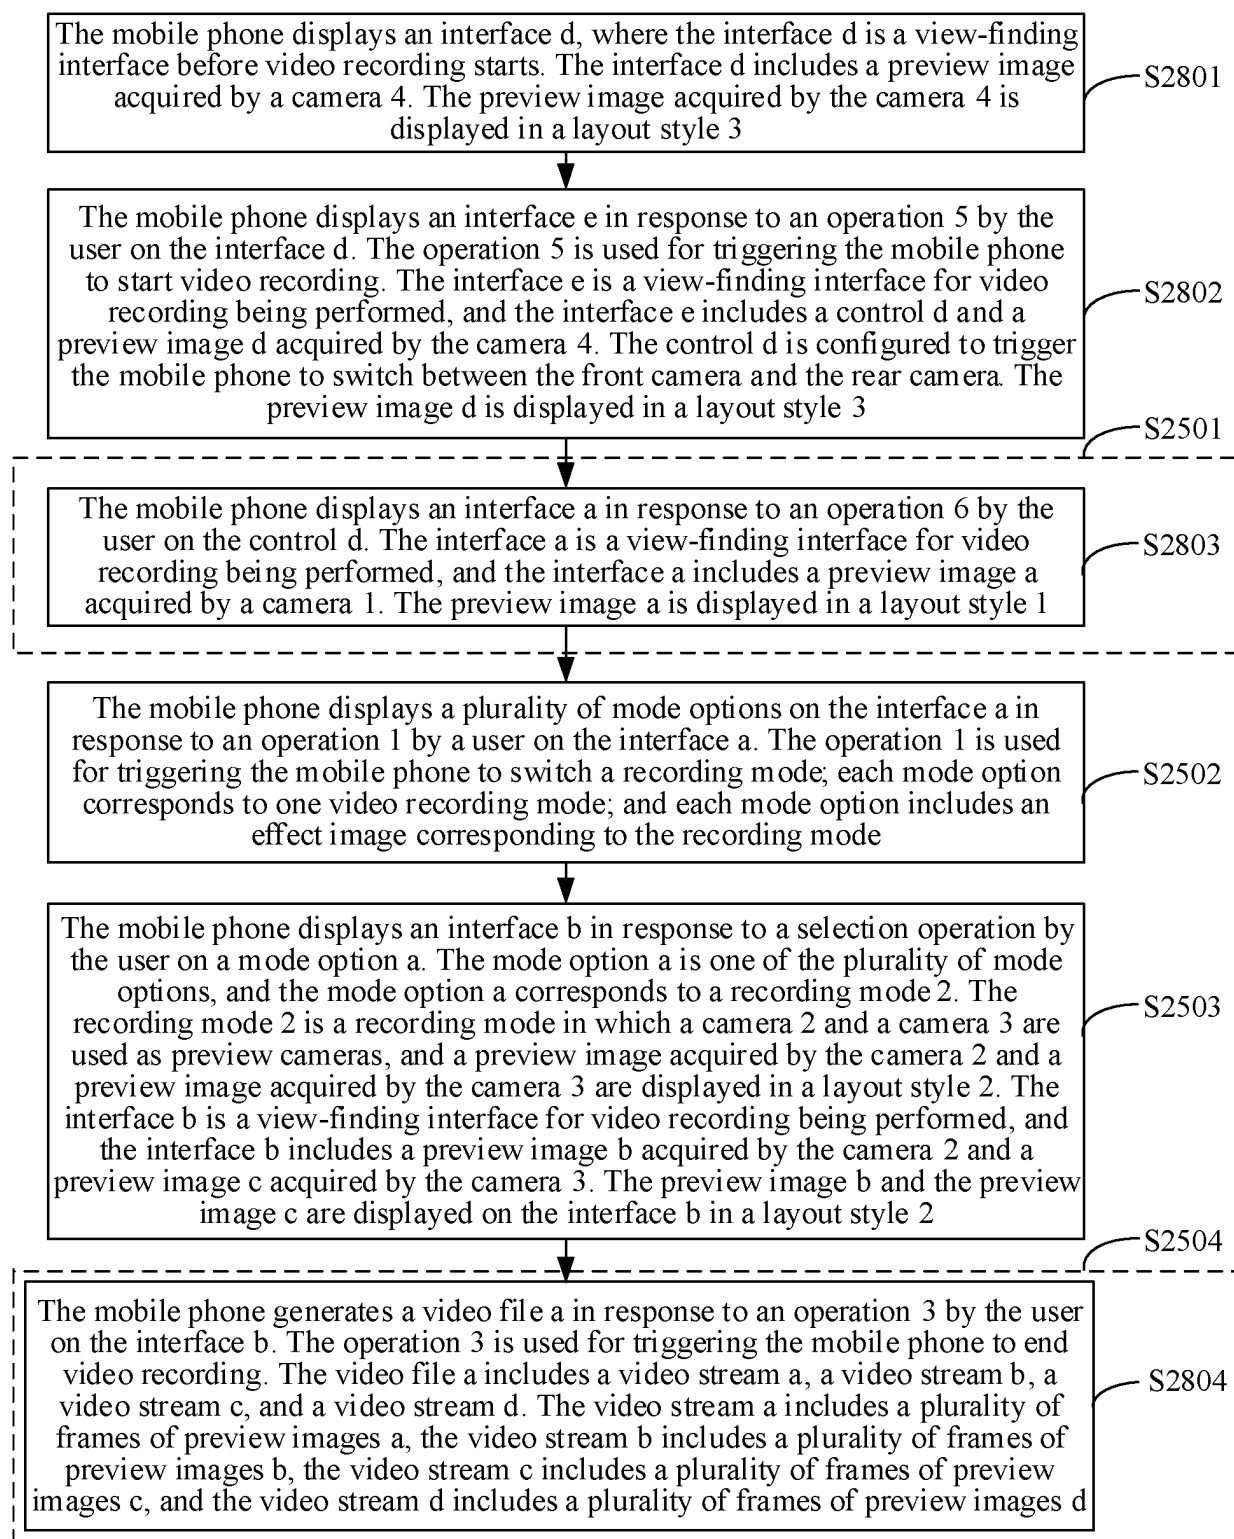 The mobile phone displays an interface d, where the interface d is a view-finding
interface before video recording starts. The interface d includes a preview image
acquired by a camera 4. The preview image acquired by the camera 4 is
displayed in a layout style 3
S2801
The mobile phone displays an interface e in response to an operation 5 by the
user on the interface d. The operation 5 is used for triggering the mobile phone
to start video recording. The interface e is a view-finding interface for video
recording being performed, and the interface e includes a control d and a
preview image d acquired by the camera 4. The control d is configured to trigger
the mobile phone to switch between the front camera and the rear camera. The
preview image d is displayed in a layout style 3
S2802
S2501
The mobile phone displays an interface a in response to an operation 6 by the
user on the control d. The interface a is a view-finding interface for video
recording being performed, and the interface a includes a preview image a
acquired by a camera 1. The preview image a is displayed in a layout style 1
S2803
The mobile phone displays a plurality of mode options on the interface a in
response to an operation 1 by a user on the interface a. The operation 1 is used
for triggering the mobile phone to switch a recording mode; each mode option
corresponds to one video recording mode; and each mode option includes an
effect image corresponding to the recording mode
S2502
The mobile phone displays an interface b in response to a selection operation by
the user on a mode option a. The mode option a is one of the plurality of mode
options, and the mode option a corresponds to a recording mode 2. The
recording mode 2 is a recording mode in which a camera 2 and a camera 3 are
used as preview cameras, and a preview image acquired by the camera 2 and a
preview image acquired by the camera 3 are displayed in a layout style 2. The
interface b is a view-finding interface for video recording being performed, and
the interface b includes a preview image b acquired by the camera 2 and a
preview image c acquired by the camera 3. The preview image b and the preview
image c are displayed on the interface b in a layout style 2
S2503
S2504
The mobile phone generates a video file a in response to an operation 3 by the user
on the interface b. The operation 3 is used for triggering the mobile phone to end
video recording. The video file a includes a video stream a, a video stream b, a
video stream c, and a video stream d. The video stream a includes a plurality of
frames of preview images a, the video stream b includes a plurality of frames of
preview images b, the video stream c includes a plurality of frames of preview
images c, and the video stream d includes a plurality of frames of preview images d
S2804